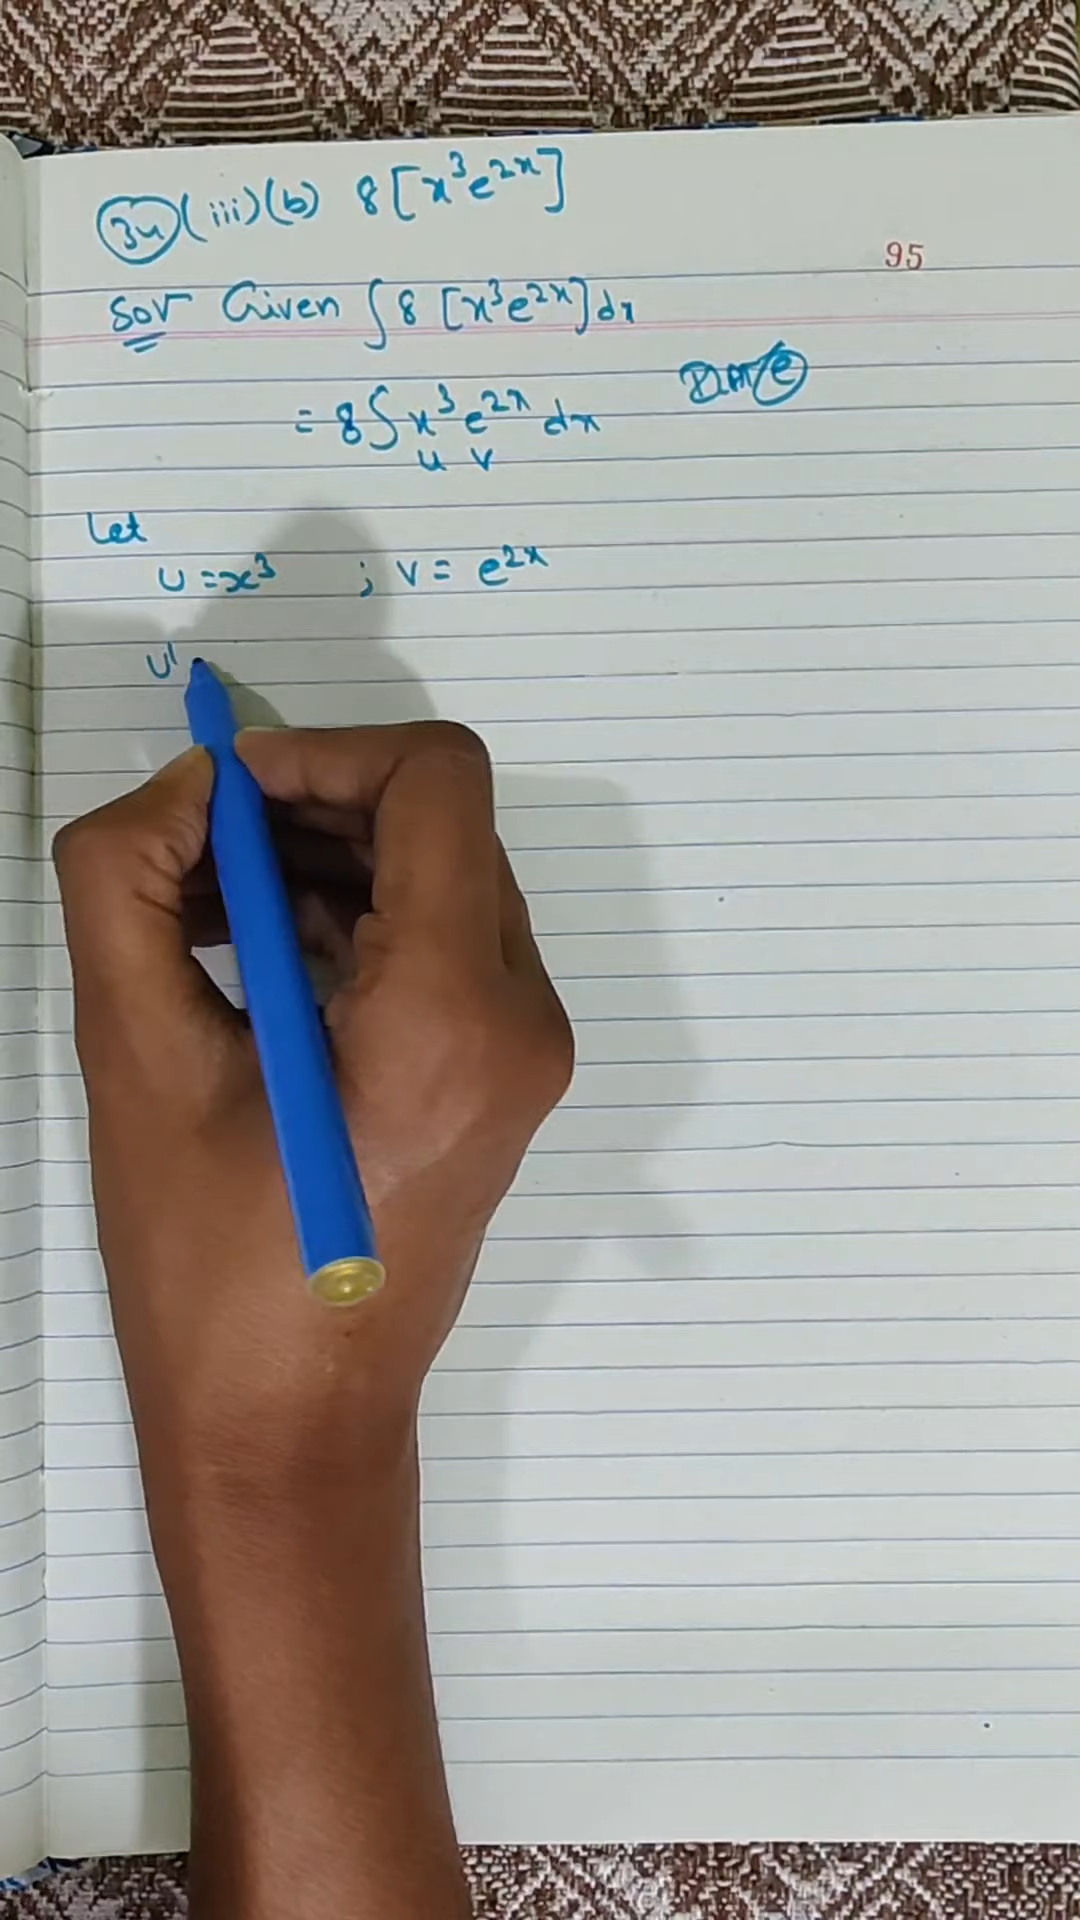 34 (iii)(b) 8[x³e²ˣ]
95
Sol Given ∫8 [x³e²ˣ]dx
= 8∫x³e²ˣ dx
u v
Let
u = x³ ; v = e²ˣ
u'